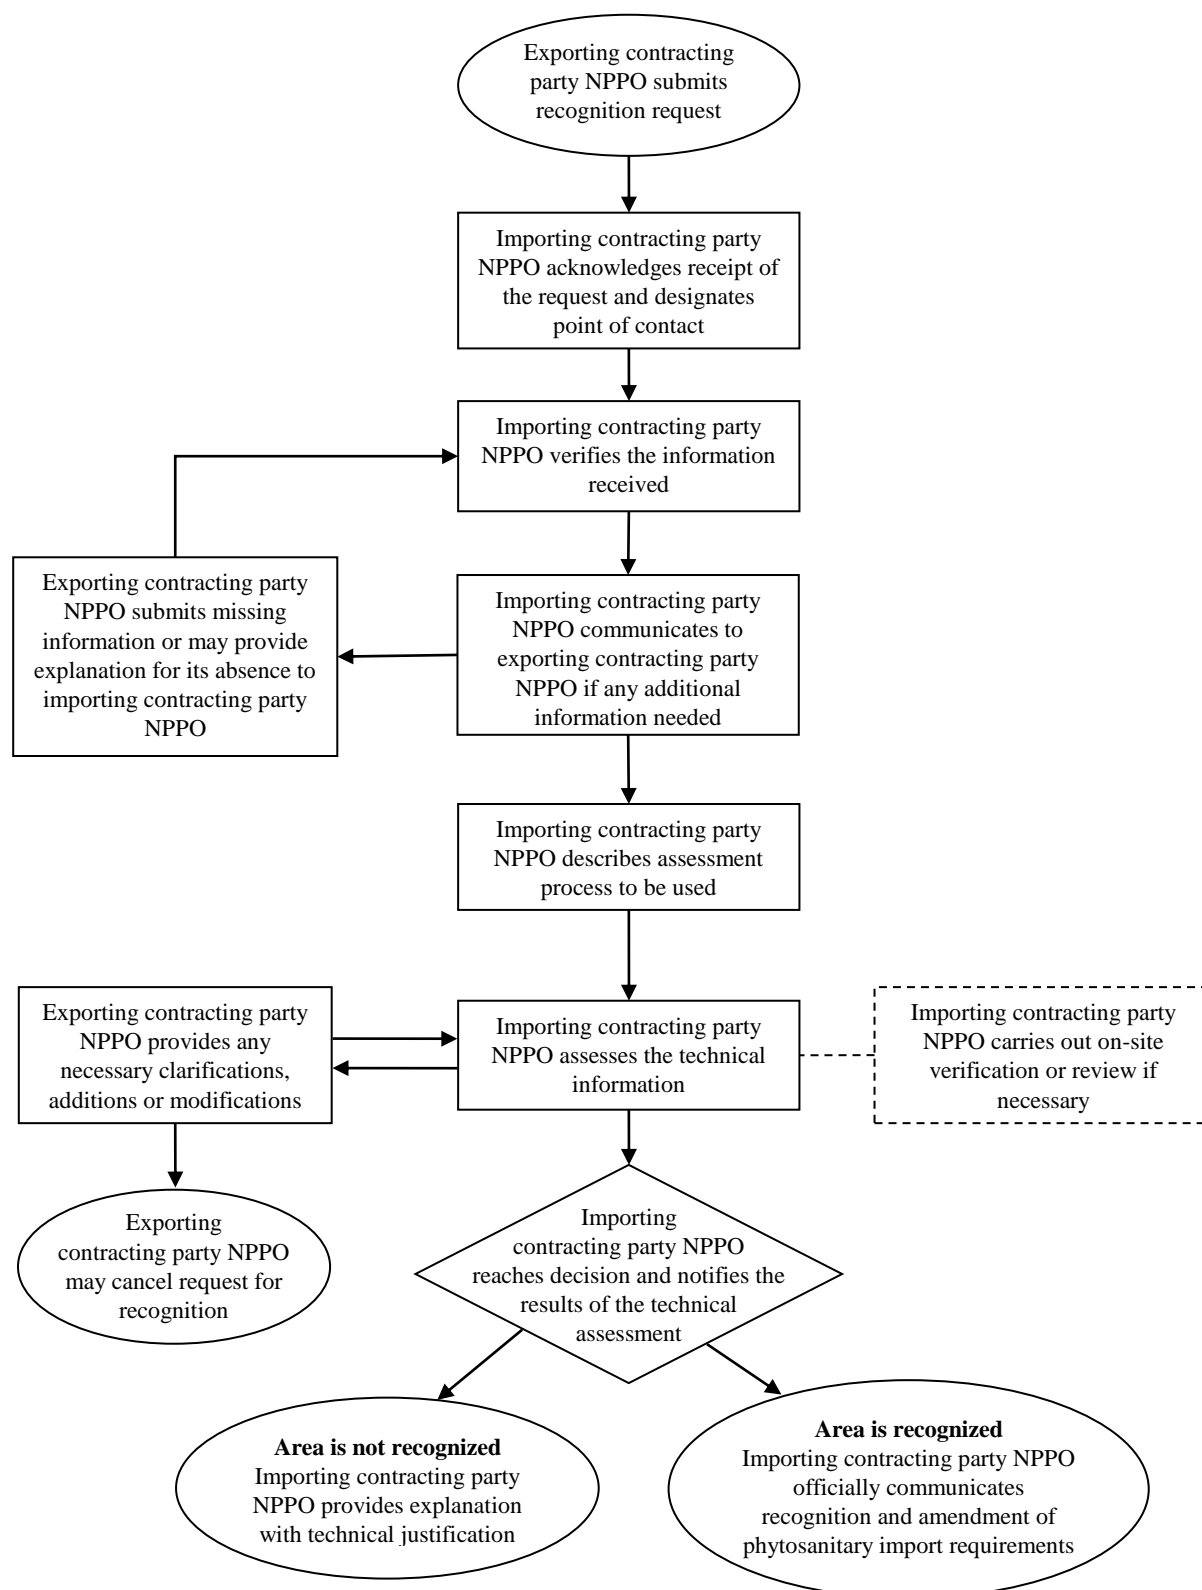 Exporting contracting
party NPPO submits
recognition request
Importing contracting party
NPPO acknowledges receipt of
the request and designates
point of contact
Importing contracting party
NPPO verifies the information
received
Exporting contracting party
NPPO submits missing
information or may provide
explanation for its absence to
importing contracting party
NPPO
Importing contracting party
NPPO communicates to
exporting contracting party
NPPO if any additional
information needed
Importing contracting party
NPPO describes assessment
process to be used
Exporting contracting party
NPPO provides any
necessary clarifications,
additions or modifications
Importing contracting party
NPPO assesses the technical
information
Importing contracting party
NPPO carries out on-site
verification or review if
necessary
Exporting
contracting party NPPO
may cancel request for
recognition
Importing
contracting party NPPO
reaches decision and notifies the
results of the technical
assessment
Area is not recognized
Importing contracting party
NPPO provides explanation
with technical justification
Area is recognized
Importing contracting party NPPO
officially communicates
recognition and amendment of
phytosanitary import requirements